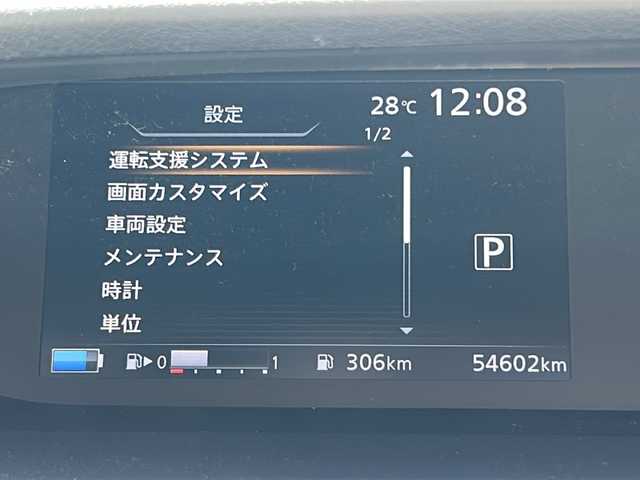 設定
28℃ 12:08
1/2
運転支援システム
画面カスタマイズ
車両設定
メンテナンス
時計
単位
P
0 1 306km 54602km